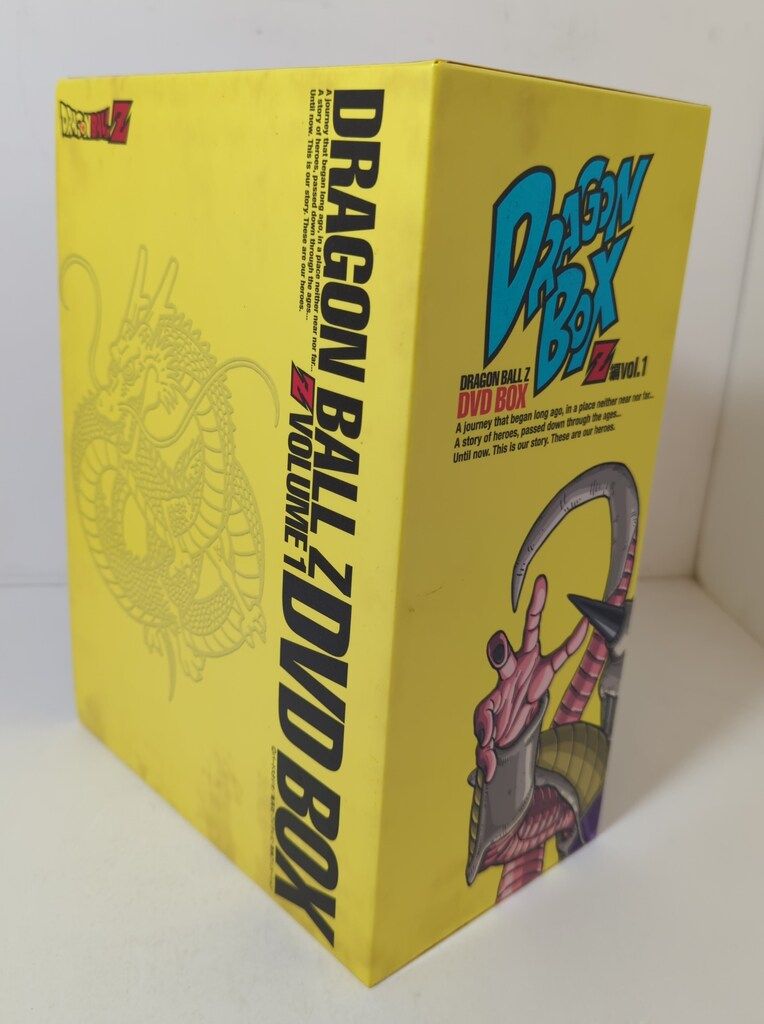 DRAGON BALL Z
DRAGON BALL Z DVD BOX
A journey that began long ago, in a place neither near nor far...
A story of heroes, passed down through the ages...
Until now. This is our story. These are our heroes.
Z VOLUME 1
DRAGON
BOX
Z vol.1
DRAGON BALL Z
DVD BOX
A journey that began long ago, in a place neither near nor far...
A story of heroes, passed down through the ages...
Until now. This is our story. These are our heroes.